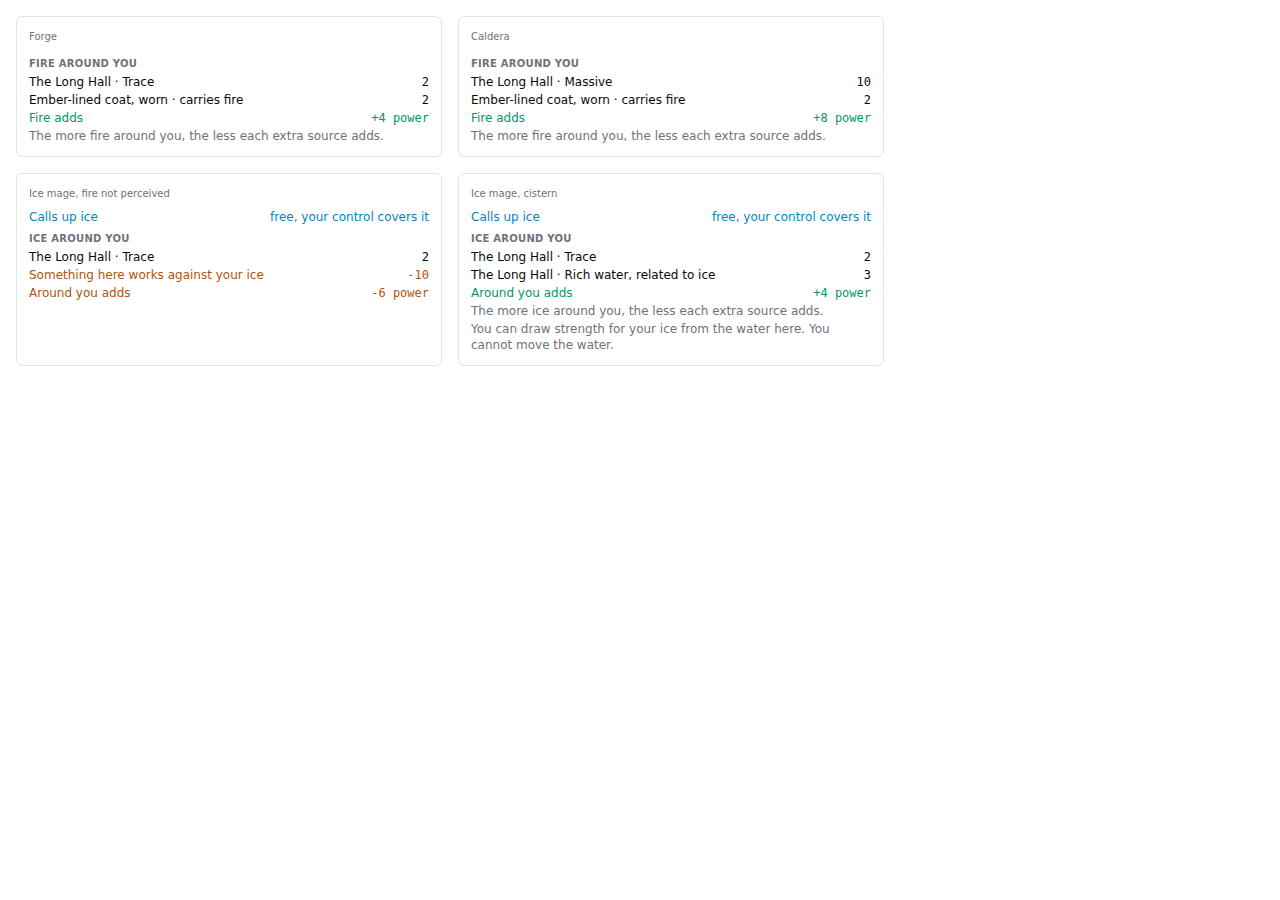 Forge
FIRE AROUND YOU
The Long Hall · Trace 2
Ember-lined coat, worn · carries fire 2
Fire adds +4 power
The more fire around you, the less each extra source adds.
Caldera
FIRE AROUND YOU
The Long Hall · Massive 10
Ember-lined coat, worn · carries fire 2
Fire adds +8 power
The more fire around you, the less each extra source adds.
Ice mage, fire not perceived
Calls up ice free, your control covers it
ICE AROUND YOU
The Long Hall · Trace 2
Something here works against your ice -10
Around you adds -6 power
Ice mage, cistern
Calls up ice free, your control covers it
ICE AROUND YOU
The Long Hall · Trace 2
The Long Hall · Rich water, related to ice 3
Around you adds +4 power
The more ice around you, the less each extra source adds.
You can draw strength for your ice from the water here. You
cannot move the water.